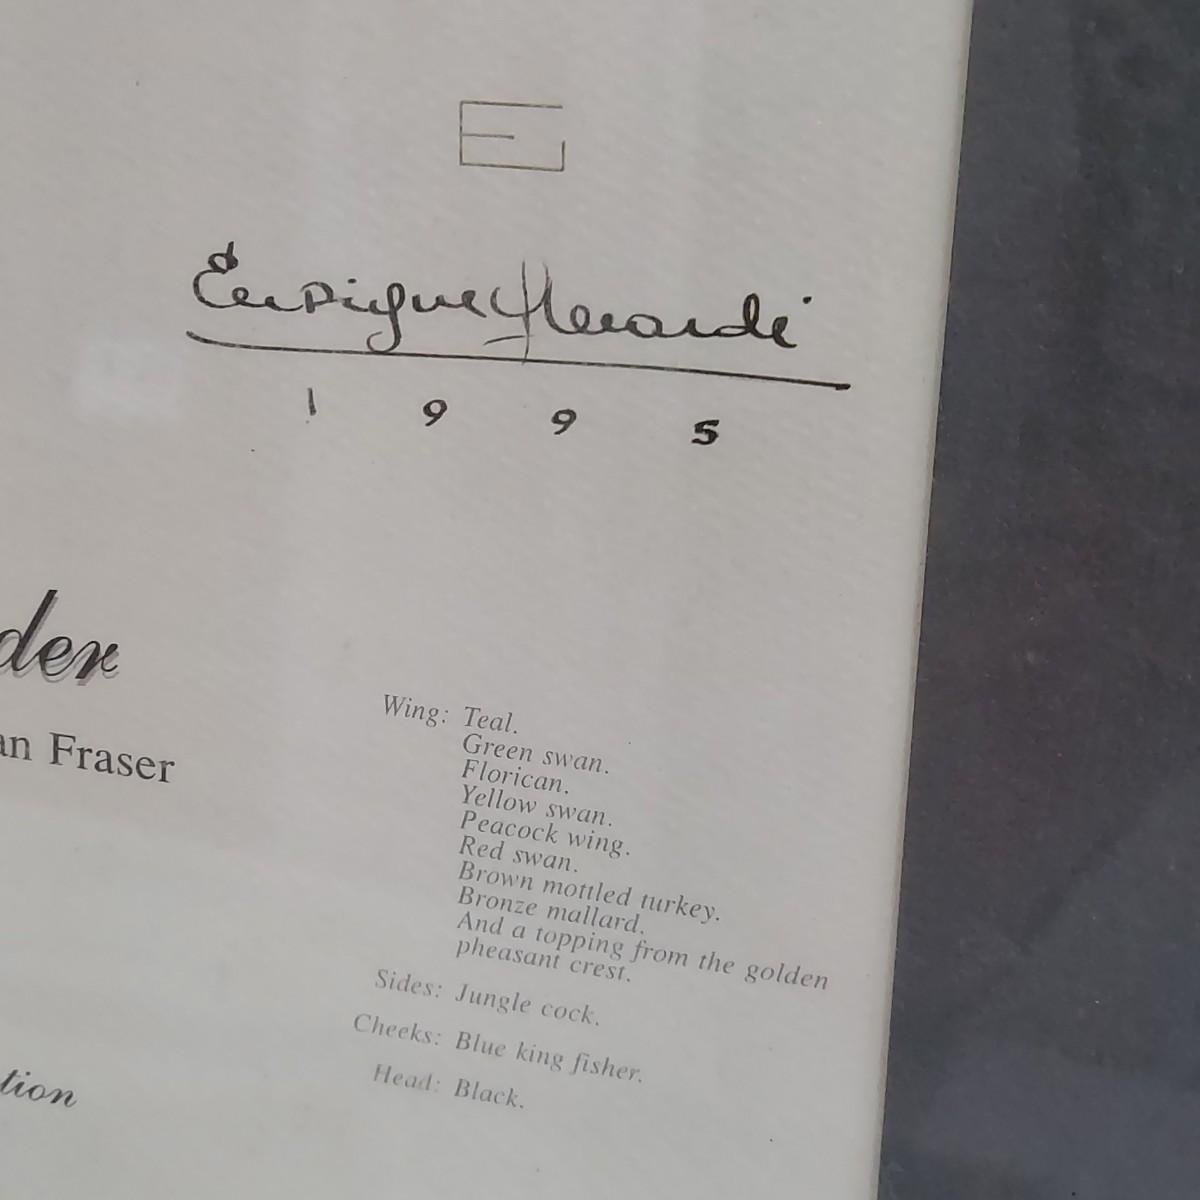 E
Enrique
1 9 9 5
der
an Fraser
Wing: Teal.
Green swan.
Florican.
Yellow swan.
Peacock wing.
Red swan.
Brown mottled turkey.
Bronze mallard.
And a topping from the golden
pheasant crest.
Sides: Jungle cock.
Cheeks: Blue king fisher.
Head: Black.
tion